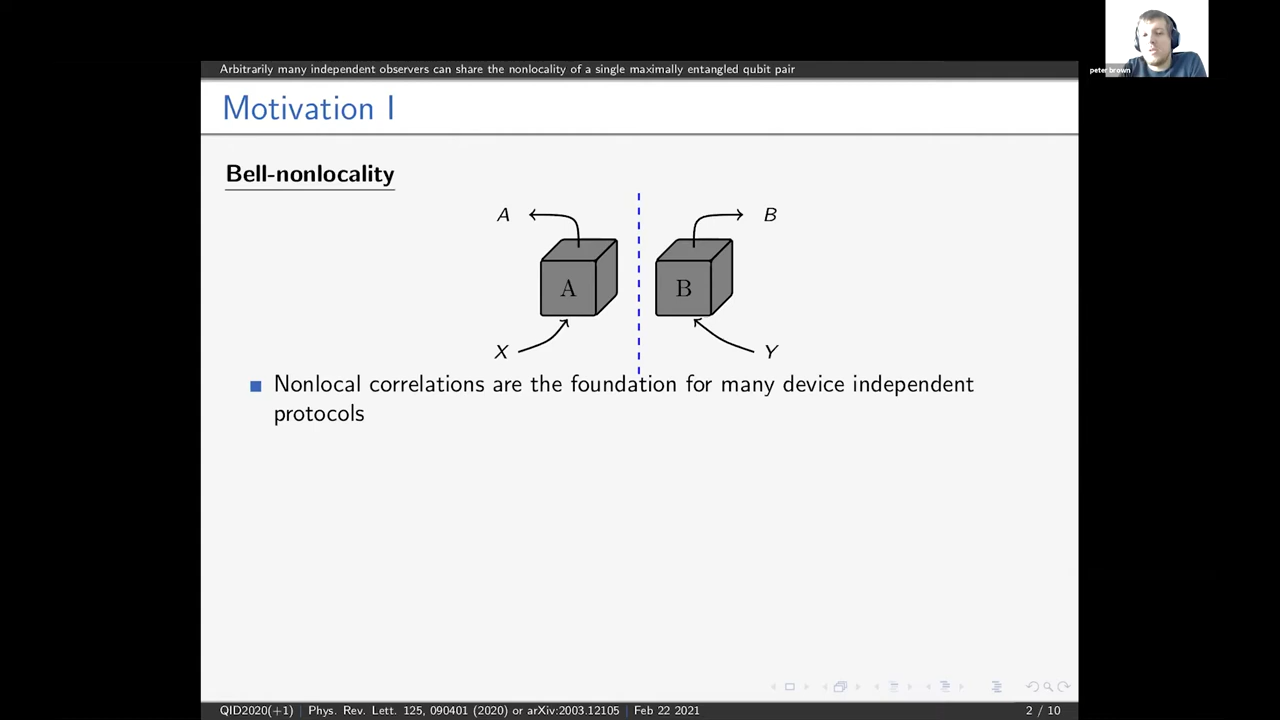 peter brown
Arbitrarily many independent observers can share the nonlocality of a single maximally entangled qubit pair
Motivation I
Bell-nonlocality
A
B
A
B
X
Y
Nonlocal correlations are the foundation for many device independent
protocols
QID2020(+1) | Phys. Rev. Lett. 125, 090401 (2020) or arXiv:2003.12105 | Feb 22 2021
2 / 10